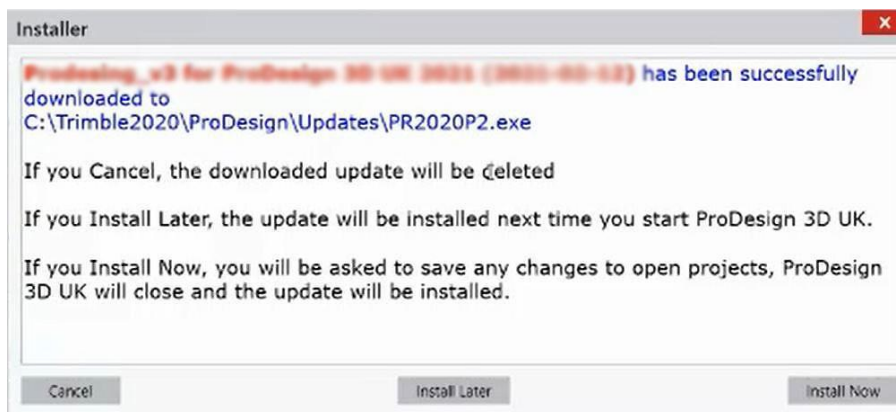 Installer
has been successfully
downloaded to
C:\Trimble2020\ProDesign\Updates\PR2020P2.exe
If you Cancel, the downloaded update will be deleted
If you Install Later, the update will be installed next time you start ProDesign 3D UK.
If you Install Now, you will be asked to save any changes to open projects, ProDesign
3D UK will close and the update will be installed.
Cancel
Install Later
Install Now